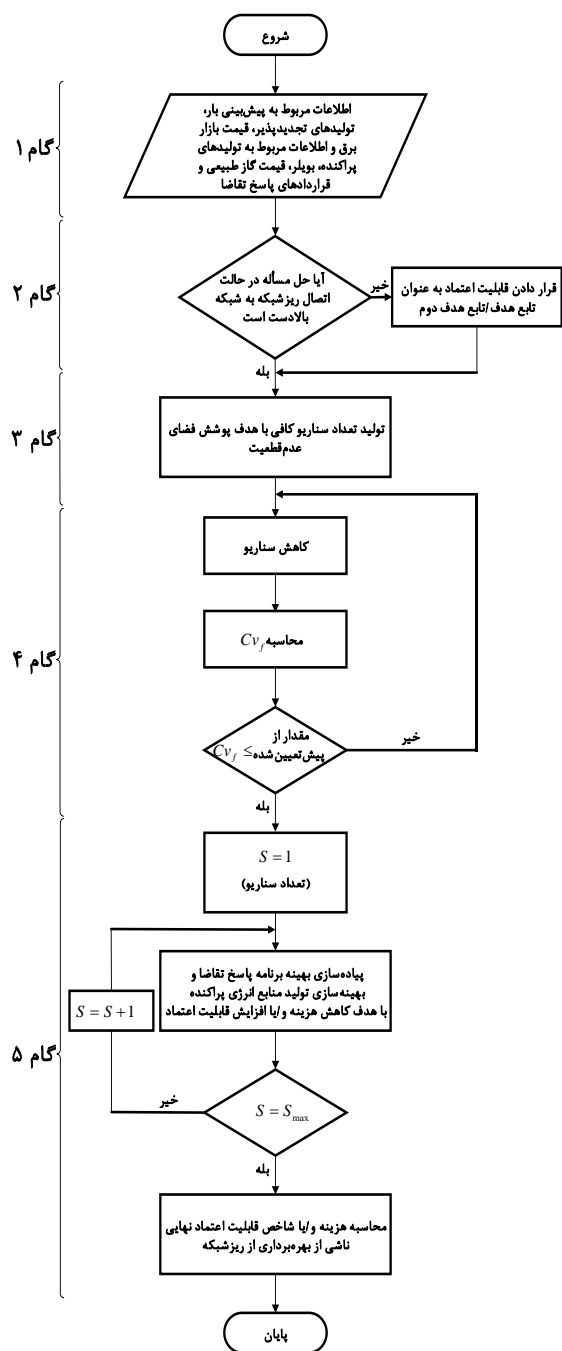 شروع
گام ۱
اطلاعات مربوط به پیش‌بینی بار،
تولیدهای تجدیدپذیر، قیمت بازار
برق و اطلاعات مربوط به تولیدهای
پراکنده، بویلر، قیمت گاز طبیعی و
قراردادهای پاسخ تقاضا
گام ۲
آیا حل مسأله در حالت
اتصال ریزشبکه به شبکه
بالادست است
خیر
قرار دادن قابلیت اعتماد به عنوان
تابع هدف/تابع هدف دوم
بله
گام ۳
تولید تعداد سناریو کافی با هدف پوشش فضای
عدم‌قطعیت
گام ۴
کاهش سناریو
محاسبه Cv_f
مقدار از
پیش‌تعیین‌شده ≥ Cv_f
خیر
بله
گام ۵
S = 1
(تعداد سناریو)
پیاده‌سازی بهینه برنامه پاسخ تقاضا و
بهینه‌سازی تولید منابع انرژی پراکنده
با هدف کاهش هزینه و/یا افزایش قابلیت اعتماد
S = S + 1
خیر
S = S_max
بله
محاسبه هزینه و/یا شاخص قابلیت اعتماد نهایی
ناشی از بهره‌برداری از ریزشبکه
پایان